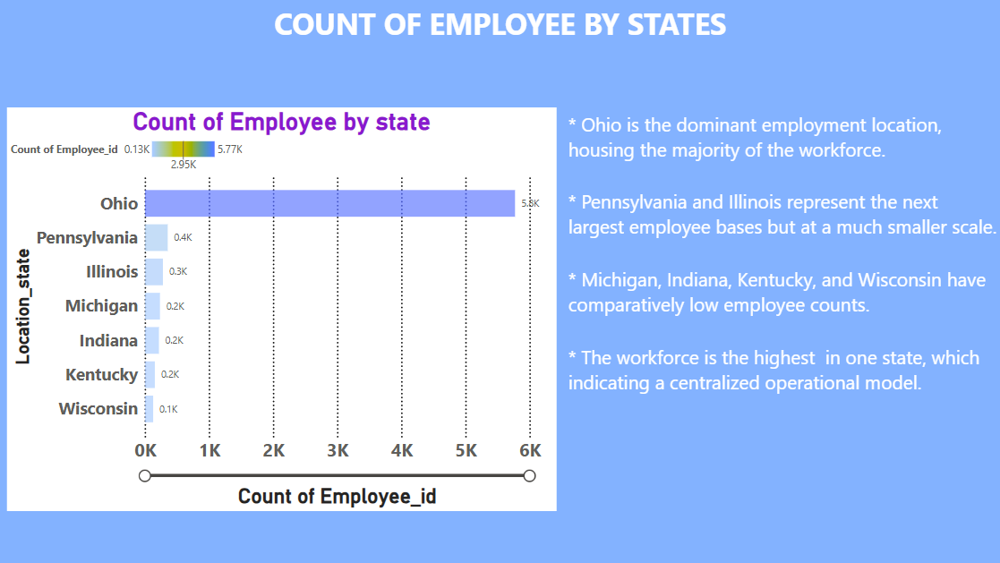 COUNT OF EMPLOYEE BY STATES
Count of Employee by state
Count of Employee_id 0.13K 5.77K
2.95K
Location_state
Ohio 5.8K
Pennsylvania 0.4K
Illinois 0.3K
Michigan 0.2K
Indiana 0.2K
Kentucky 0.2K
Wisconsin 0.1K
0K 1K 2K 3K 4K 5K 6K
Count of Employee_id
* Ohio is the dominant employment location,
housing the majority of the workforce.
* Pennsylvania and Illinois represent the next
largest employee bases but at a much smaller scale.
* Michigan, Indiana, Kentucky, and Wisconsin have
comparatively low employee counts.
* The workforce is the highest  in one state, which
indicating a centralized operational model.